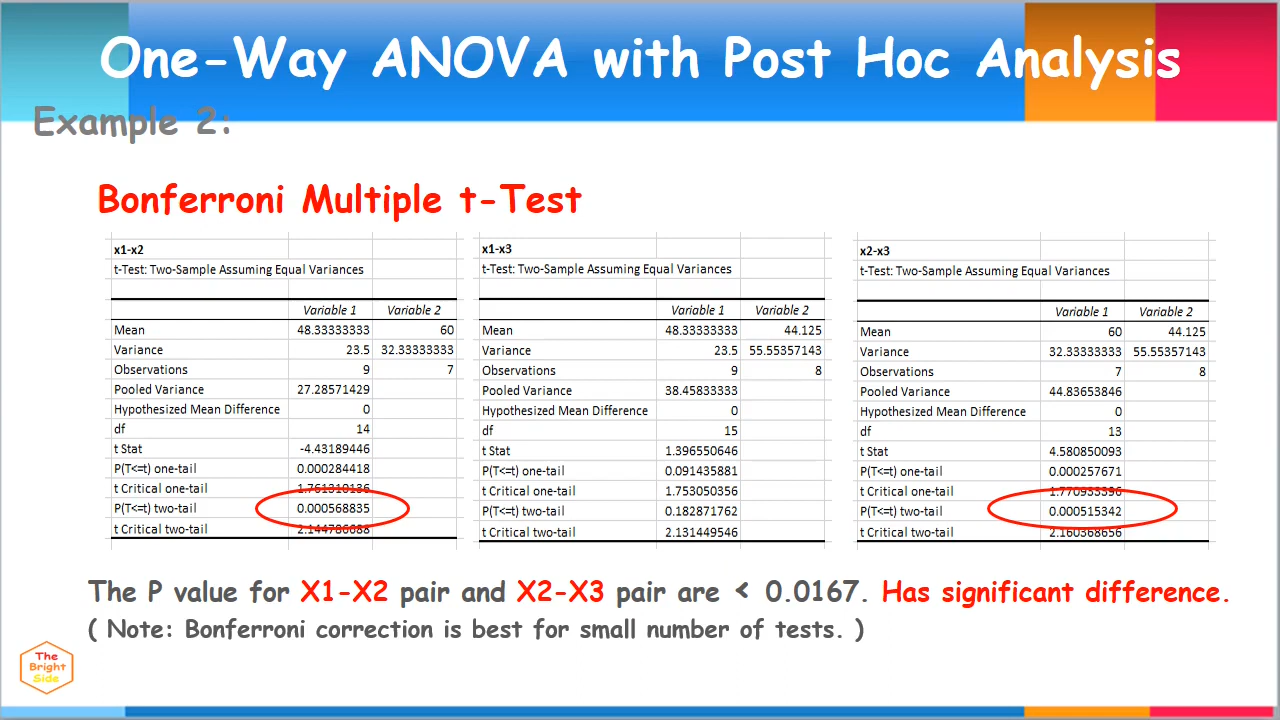 One-Way ANOVA with Post Hoc Analysis
Example 2:
Bonferroni Multiple t-Test
x1-x2
t-Test: Two-Sample Assuming Equal Variances
Variable 1 Variable 2
Mean 48.33333333 60
Variance 23.5 32.33333333
Observations 9 7
Pooled Variance 27.28571429
Hypothesized Mean Difference 0
df 14
t Stat -4.43189446
P(T<=t) one-tail 0.000284418
t Critical one-tail 1.761310136
P(T<=t) two-tail 0.000568835
t Critical two-tail 2.144786688
x1-x3
t-Test: Two-Sample Assuming Equal Variances
Variable 1 Variable 2
Mean 48.33333333 44.125
Variance 23.5 55.55357143
Observations 9 8
Pooled Variance 38.45833333
Hypothesized Mean Difference 0
df 15
t Stat 1.396550646
P(T<=t) one-tail 0.091435881
t Critical one-tail 1.753050356
P(T<=t) two-tail 0.182871762
t Critical two-tail 2.131449546
x2-x3
t-Test: Two-Sample Assuming Equal Variances
Variable 1 Variable 2
Mean 60 44.125
Variance 32.33333333 55.55357143
Observations 7 8
Pooled Variance 44.83653846
Hypothesized Mean Difference 0
df 13
t Stat 4.580850093
P(T<=t) one-tail 0.000257671
t Critical one-tail 1.770933396
P(T<=t) two-tail 0.000515342
t Critical two-tail 2.160368656
The P value for X1-X2 pair and X2-X3 pair are < 0.0167. Has significant difference.
( Note: Bonferroni correction is best for small number of tests. )
The
Bright
Side